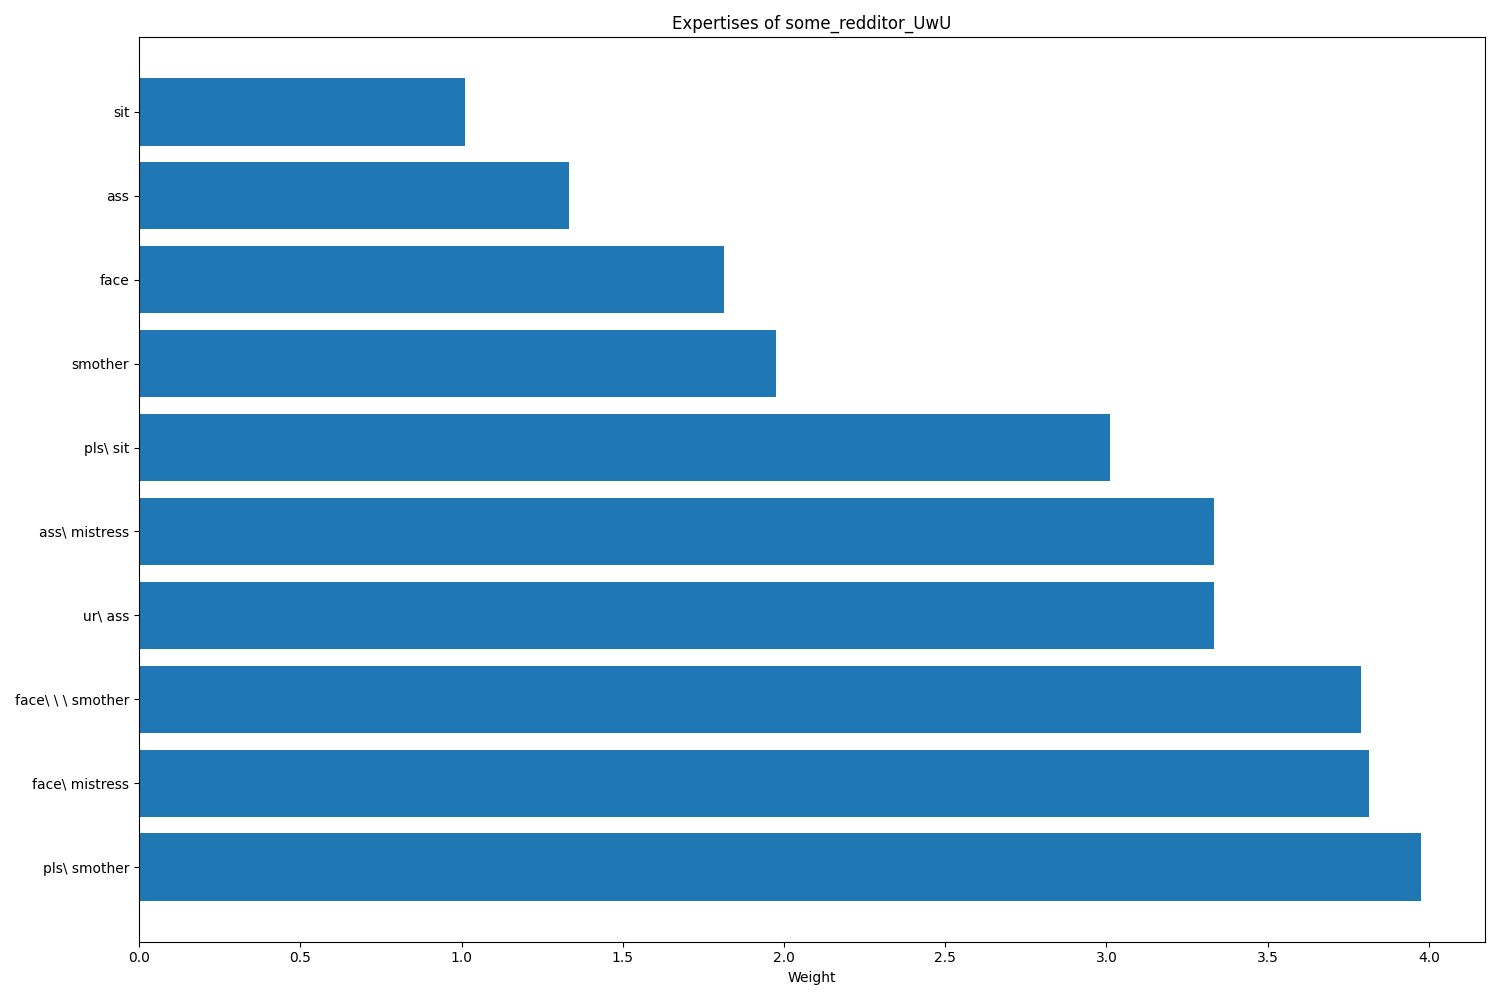 Expertises of some_redditor_UwU
sit
ass
face
smother
pls\ sit
ass\ mistress
ur\ ass
face\ \ \ smother
face\ mistress
pls\ smother
0.0 0.5 1.0 1.5 2.0 2.5 3.0 3.5 4.0
Weight